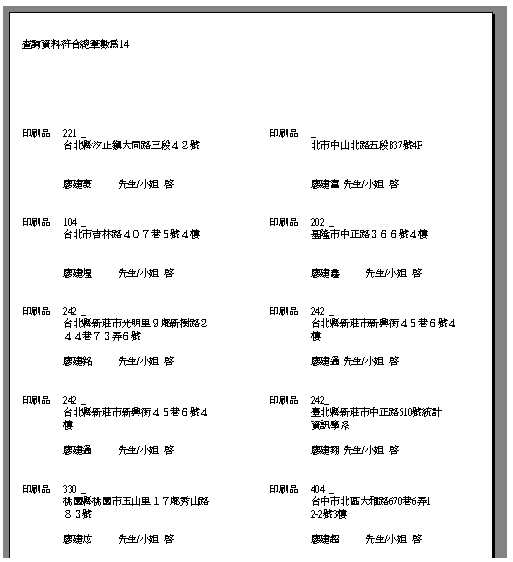 查詢資料符合總筆數為14
印刷品 221 _
台北縣汐止鎮大同路三段４２號
廖建 先生/小姐 啓
印刷品 _
北市中山北路五段837號4F
廖建富 先生/小姐 啓
印刷品 104 _
台北市吉林路４０７巷５號４樓
廖建 先生/小姐 啓
印刷品 202 _
基隆市中正路３６６號４樓
廖建鑫 先生/小姐 啓
印刷品 242 _
台北縣新莊市光明里９鄰新樹路２
４４巷７３弄６號
廖建銘 先生/小姐 啓
印刷品 242 _
台北縣新莊市新興街４５巷６號４
樓
廖建 先生/小姐 啓
印刷品 242 _
台北縣新莊市新興街４５巷６號４
樓
廖建 先生/小姐 啓
印刷品 242_
臺北縣新莊市中正路510號統計
資訊學系
廖建翔 先生/小姐 啓
印刷品 330 _
桃園縣桃園市玉山里１７鄰秀山路
８３號
廖建 先生/小姐 啓
印刷品 404 _
台中市北區大雅路670巷6弄1
2-2號3樓
廖建超 先生/小姐 啓